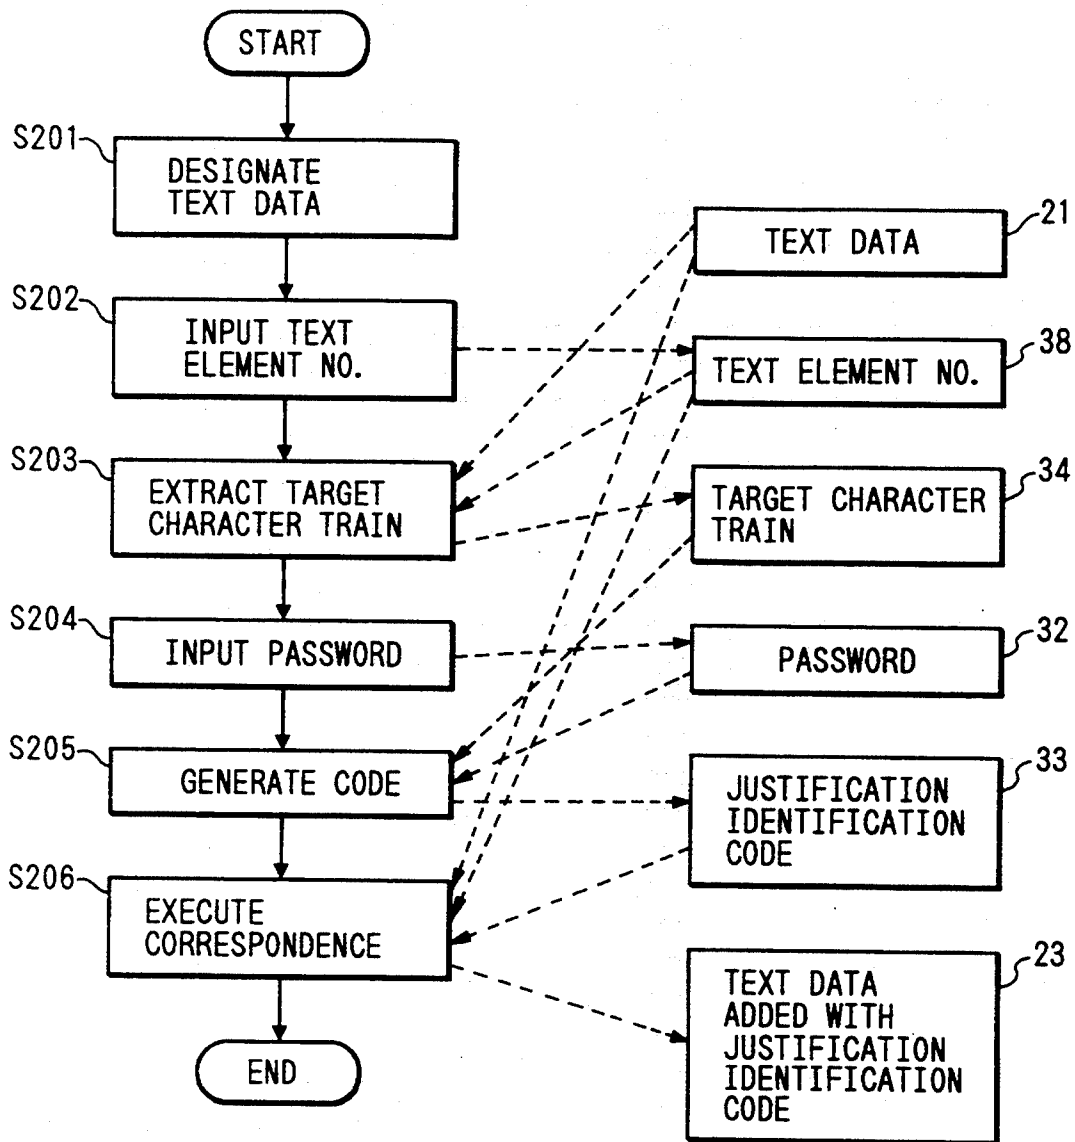 START
S201
DESIGNATE
TEXT DATA
21
TEXT DATA
S202
INPUT TEXT
ELEMENT NO.
38
TEXT ELEMENT NO.
S203
EXTRACT TARGET
CHARACTER TRAIN
34
TARGET CHARACTER
TRAIN
S204
INPUT PASSWORD
32
PASSWORD
S205
GENERATE CODE
33
JUSTIFICATION
IDENTIFICATION
CODE
S206
EXECUTE
CORRESPONDENCE
23
TEXT DATA
ADDED WITH
JUSTIFICATION
IDENTIFICATION
CODE
END